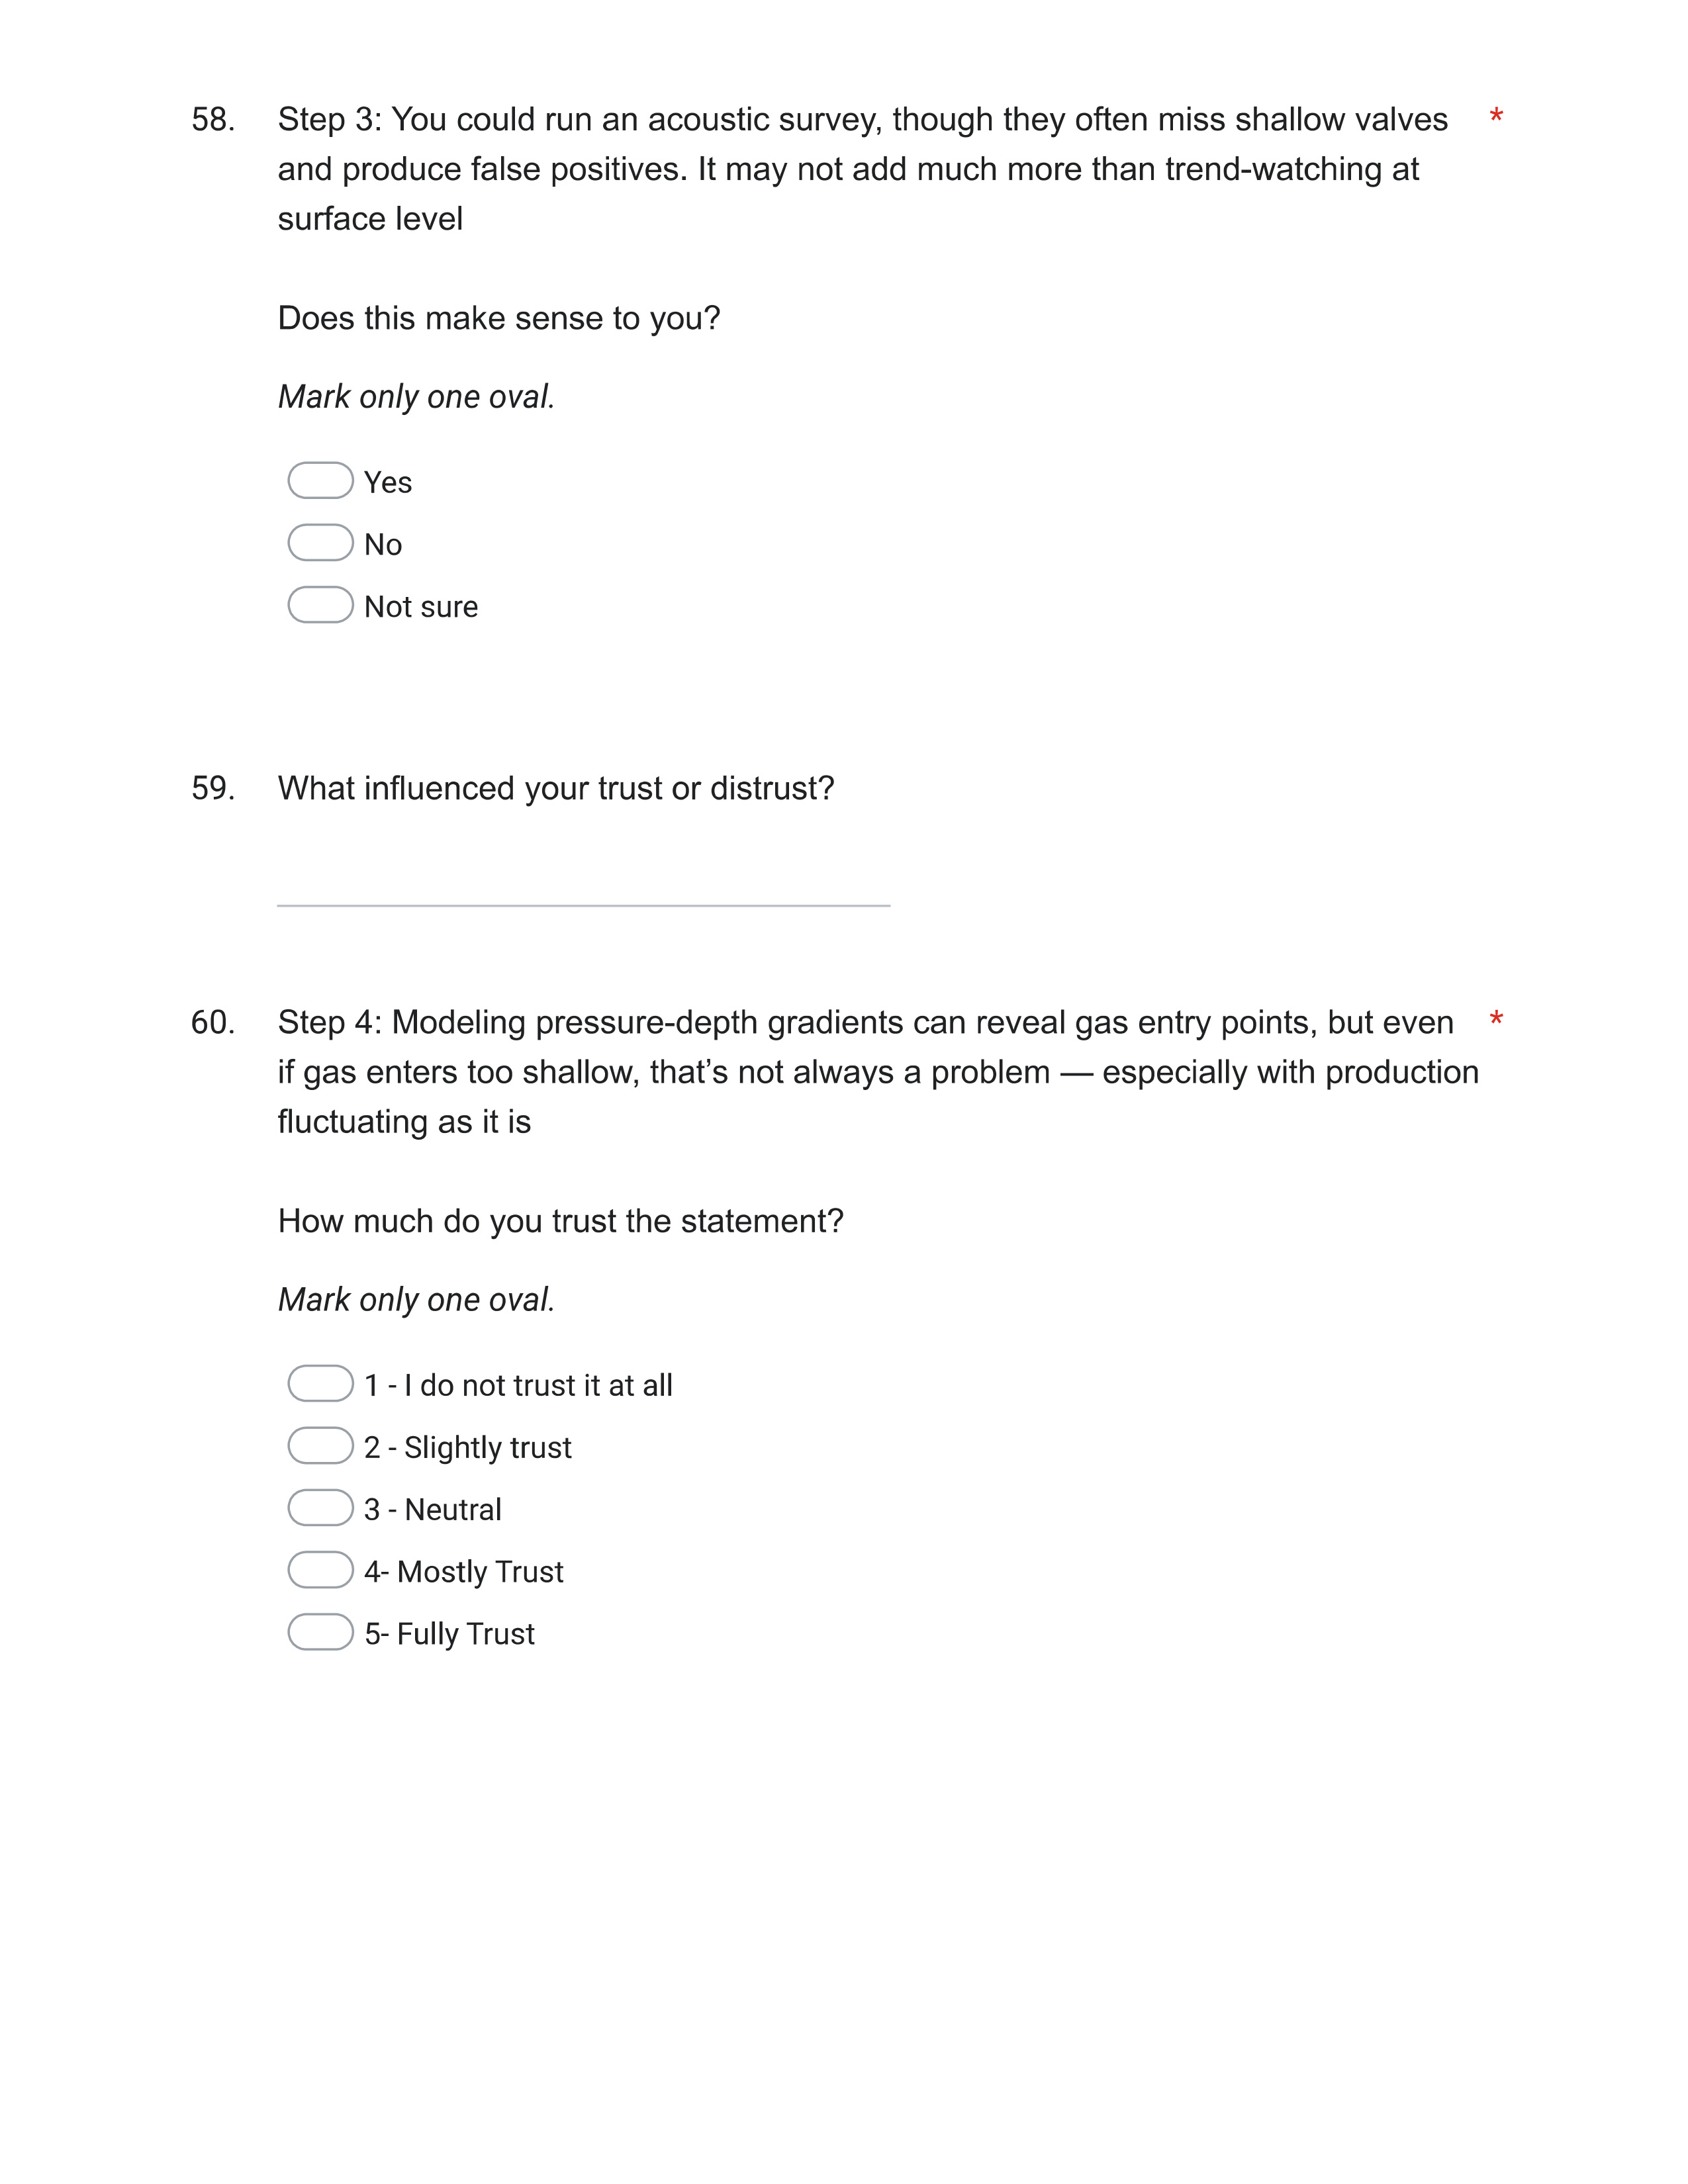 58. Step 3: You could run an acoustic survey, though they often miss shallow valves *
and produce false positives. It may not add much more than trend-watching at
surface level
Does this make sense to you?
Mark only one oval.
Yes
No
Not sure
59. What influenced your trust or distrust?
60. Step 4: Modeling pressure-depth gradients can reveal gas entry points, but even *
if gas enters too shallow, that’s not always a problem — especially with production
fluctuating as it is
How much do you trust the statement?
Mark only one oval.
1 - I do not trust it at all
2 - Slightly trust
3 - Neutral
4- Mostly Trust
5- Fully Trust